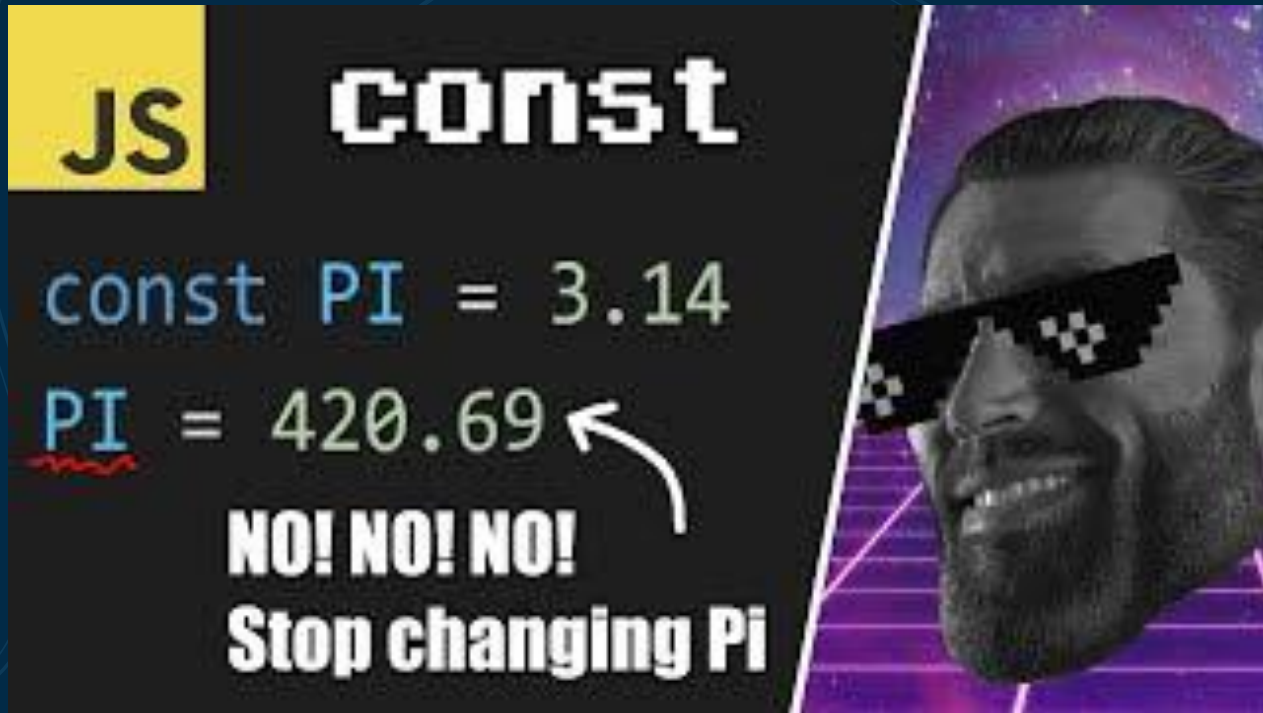 JS
const
const PI = 3.14
PI = 420.69
NO! NO! NO!
Stop changing Pi